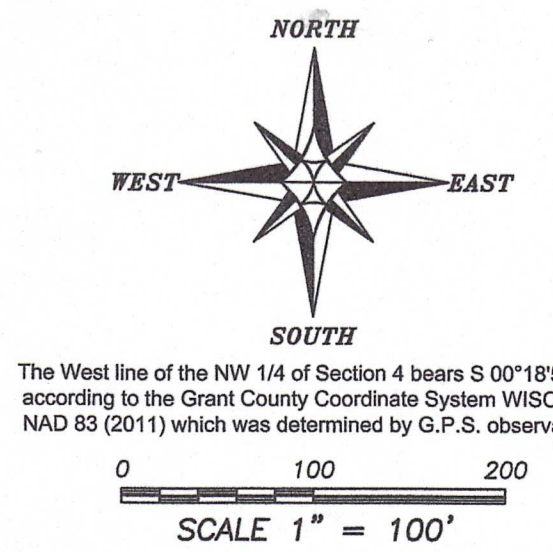 NORTH
WEST EAST
SOUTH
The West line of the NW 1/4 of Section 4 bears S 00°18'
according to the Grant County Coordinate System
NAD 83 (2011) which was determined by G.P.S.
0 100 200
SCALE 1" = 100'